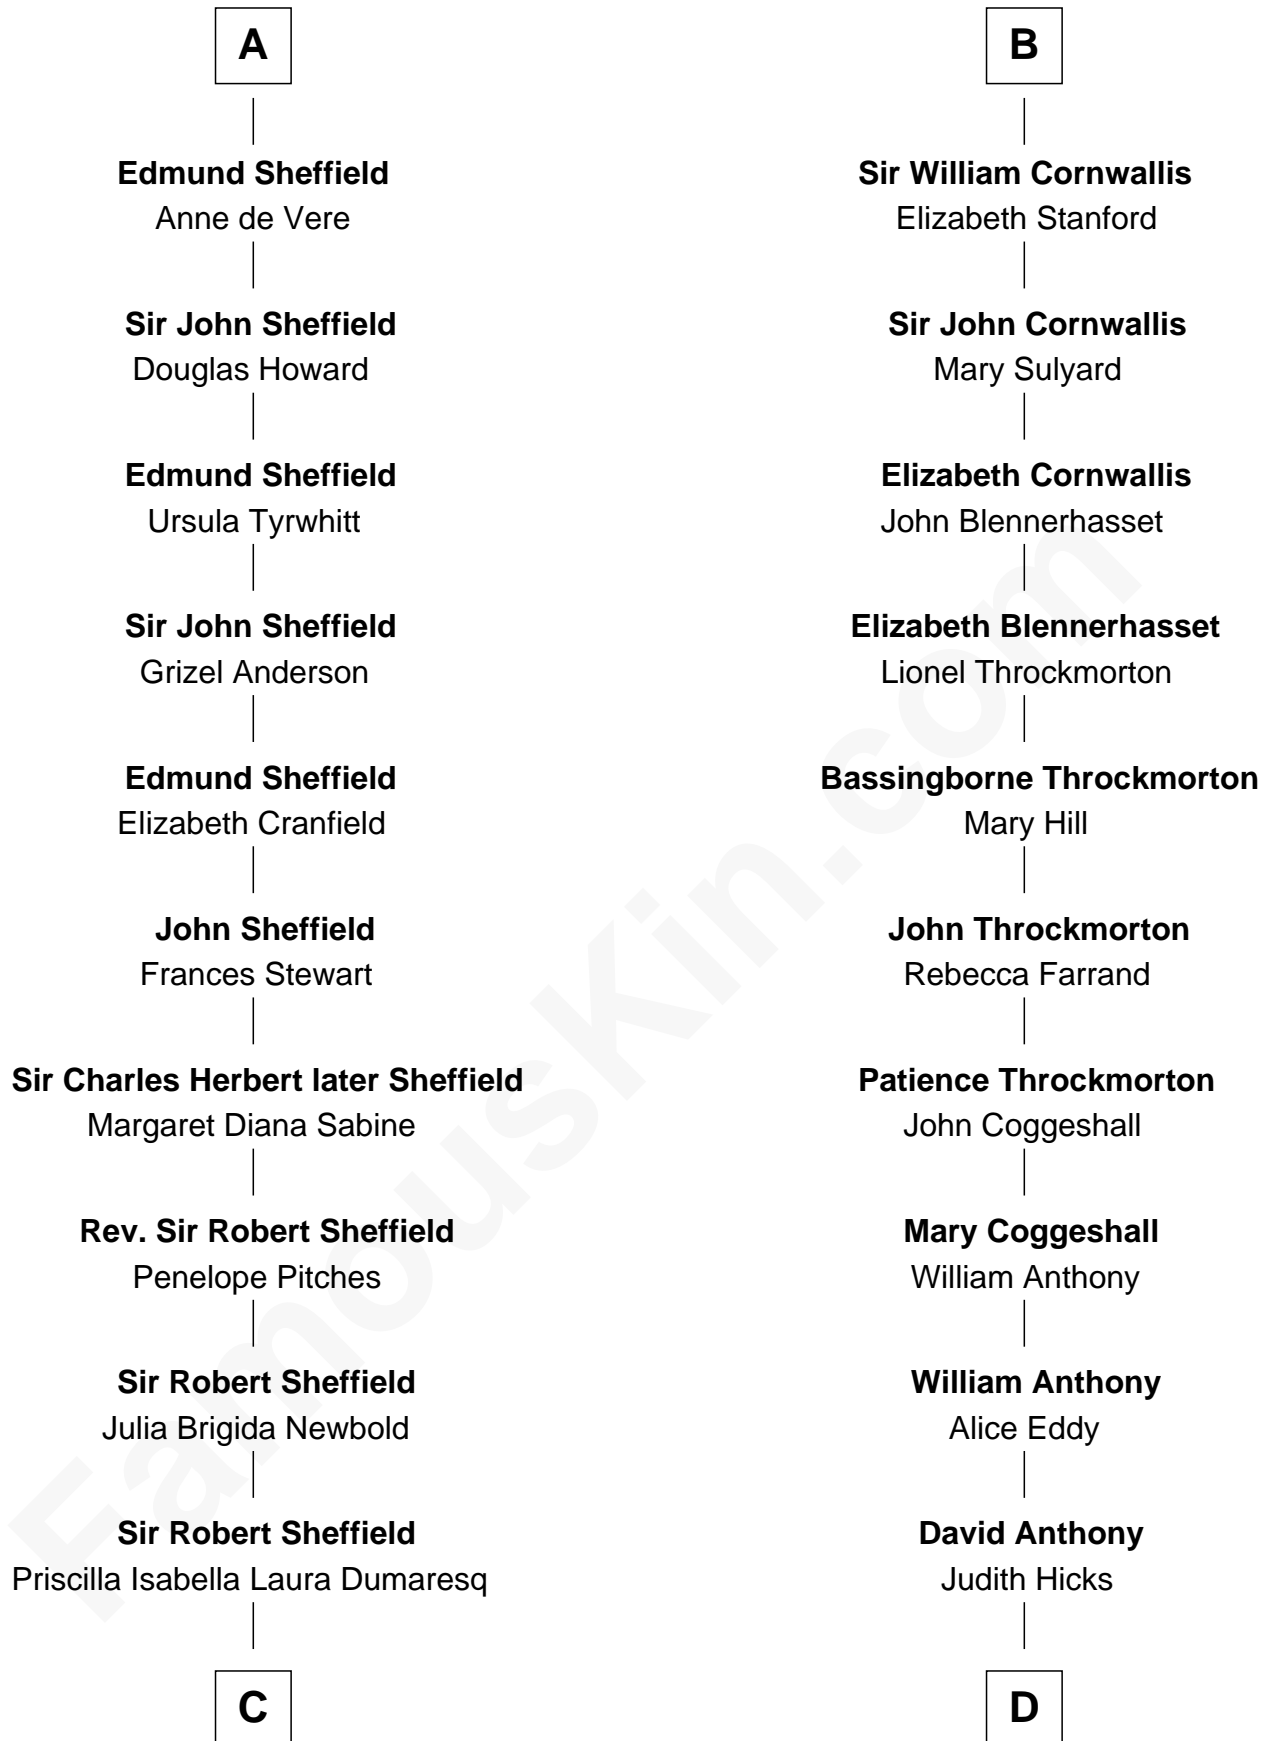 A
Edmund Sheffield
Anne de Vere
Sir John Sheffield
Douglas Howard
Edmund Sheffield
Ursula Tyrwhitt
Sir John Sheffield
Grizel Anderson
Edmund Sheffield
Elizabeth Cranfield
John Sheffield
Frances Stewart
Sir Charles Herbert later Sheffield
Margaret Diana Sabine
Rev. Sir Robert Sheffield
Penelope Pitches
Sir Robert Sheffield
Julia Brigida Newbold
Sir Robert Sheffield
Priscilla Isabella Laura Dumaresq
C
B
Sir William Cornwallis
Elizabeth Stanford
Sir John Cornwallis
Mary Sulyard
Elizabeth Cornwallis
John Blennerhasset
Elizabeth Blennerhasset
Lionel Throckmorton
Bassingborne Throckmorton
Mary Hill
John Throckmorton
Rebecca Farrand
Patience Throckmorton
John Coggeshall
Mary Coggeshall
William Anthony
William Anthony
Alice Eddy
David Anthony
Judith Hicks
D
FamousKin.com